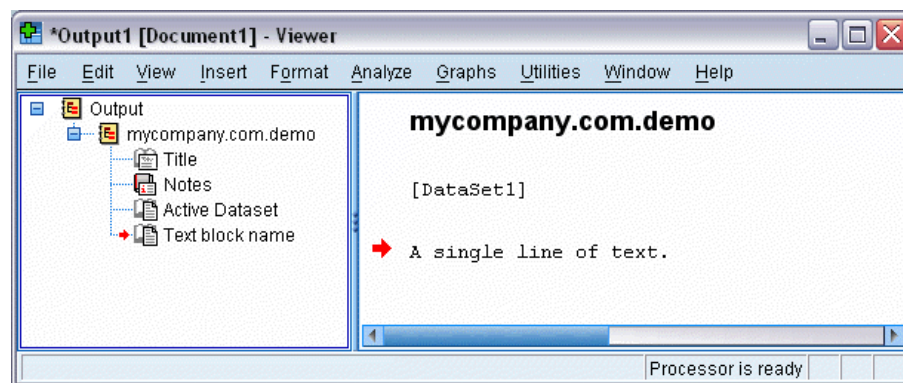 *Output1 [Document1] - Viewer
File Edit View Insert Format Analyze Graphs Utilities Window Help
Output
mycompany.com.demo
Title
Notes
Active Dataset
Text block name
mycompany.com.demo
[DataSet1]
A single line of text.
Processor is ready